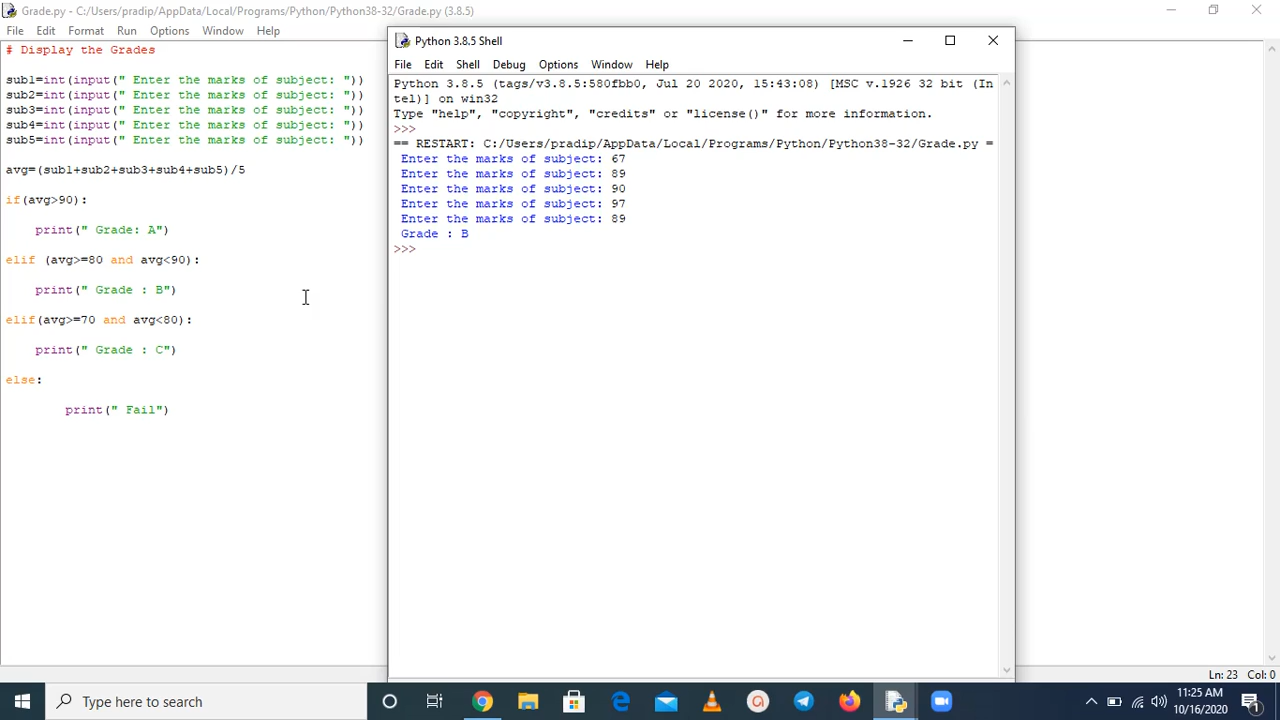 Grade.py - C:/Users/pradip/AppData/Local/Programs/Python/Python38-32/Grade.py (3.8.5)
File Edit Format Run Options Window Help
# Display the Grades
sub1=int(input(" Enter the marks of subject: "))
sub2=int(input(" Enter the marks of subject: "))
sub3=int(input(" Enter the marks of subject: "))
sub4=int(input(" Enter the marks of subject: "))
sub5=int(input(" Enter the marks of subject: "))
avg=(sub1+sub2+sub3+sub4+sub5)/5
if(avg>90):
print(" Grade: A")
elif (avg>=80 and avg<90):
print(" Grade : B")
elif(avg>=70 and avg<80):
print(" Grade : C")
else:
print(" Fail")
Python 3.8.5 Shell
File Edit Shell Debug Options Window Help
Python 3.8.5 (tags/v3.8.5:580fbb0, Jul 20 2020, 15:43:08) [MSC v.1926 32 bit (In
tel)] on win32
Type "help", "copyright", "credits" or "license()" for more information.
>>>
== RESTART: C:/Users/pradip/AppData/Local/Programs/Python/Python38-32/Grade.py =
Enter the marks of subject: 67
Enter the marks of subject: 89
Enter the marks of subject: 90
Enter the marks of subject: 97
Enter the marks of subject: 89
Grade : B
>>>
Ln: 23 Col: 0
Type here to search
11:25 AM
10/16/2020
1